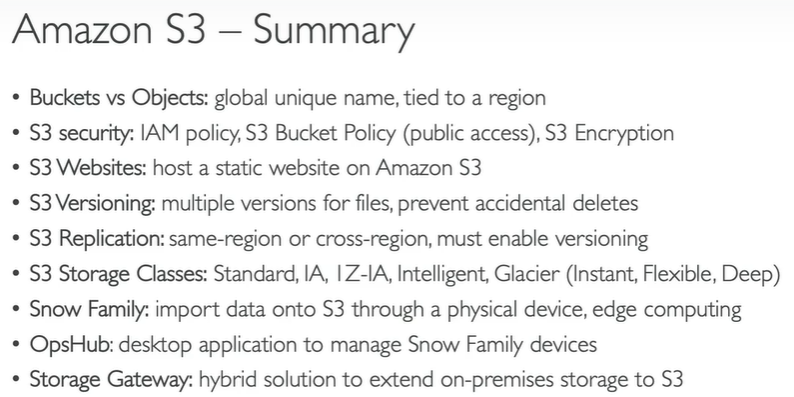 Amazon S3 – Summary
• Buckets vs Objects: global unique name, tied to a region
• S3 security: IAM policy, S3 Bucket Policy (public access), S3 Encryption
• S3 Websites: host a static website on Amazon S3
• S3 Versioning: multiple versions for files, prevent accidental deletes
• S3 Replication: same-region or cross-region, must enable versioning
• S3 Storage Classes: Standard, IA, 1Z-IA, Intelligent, Glacier (Instant, Flexible, Deep)
• Snow Family: import data onto S3 through a physical device, edge computing
• OpsHub: desktop application to manage Snow Family devices
• Storage Gateway: hybrid solution to extend on-premises storage to S3